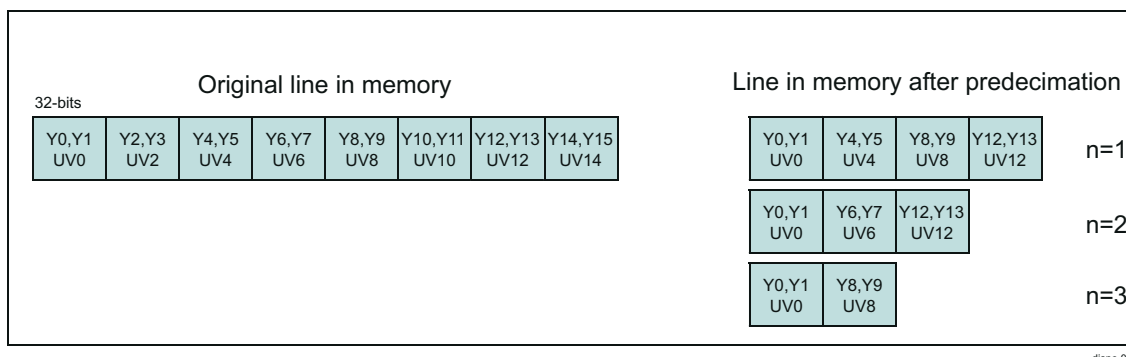 Original line in memory
Line in memory after predecimation
32-bits
Y0,Y1 Y2,Y3 Y4,Y5 Y6,Y7 Y8,Y9 Y10,Y11 Y12,Y13 Y14,Y15
UV0 UV2 UV4 UV6 UV8 UV10 UV12 UV14
Y0,Y1 Y4,Y5 Y8,Y9 Y12,Y13
UV0 UV4 UV8 UV12
n=1
Y0,Y1 Y6,Y7 Y12,Y13
UV0 UV6 UV12
n=2
Y0,Y1 Y8,Y9
UV0 UV8
n=3